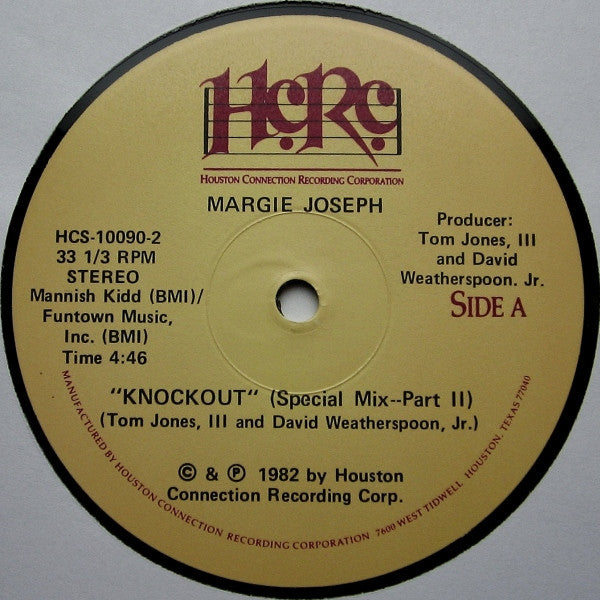 HCRC
HOUSTON CONNECTION RECORDING CORPORATION
MARGIE JOSEPH
HCS-10090-2
33 1/3 RPM
STEREO
Mannish Kidd (BMI)/
Funtown Music,
Inc. (BMI)
Time 4:46
Producer:
Tom Jones, III
and David
Weatherspoon. Jr.
SIDE A
"KNOCKOUT" (Special Mix--Part II)
(Tom Jones, III and David Weatherspoon, Jr.)
© & ℗ 1982 by Houston
Connection Recording Corp.
MANUFACTURED BY HOUSTON CONNECTION RECORDING CORPORATION 7600 WEST TIDWELL HOUSTON, TEXAS 77040